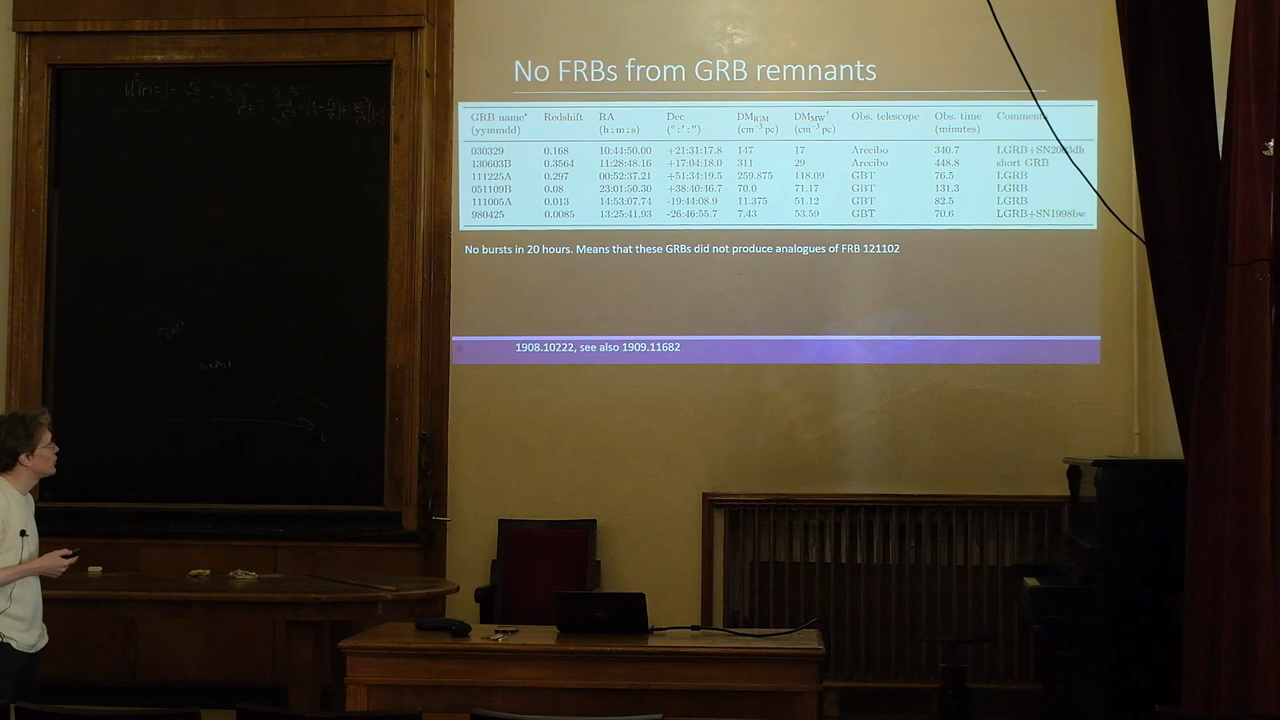 No FRBs from GRB remnants
GRB name* Redshift RA Dec DM_IGM DM_MW† Obs. telescope Obs. time Comments
(yymmdd) (h:m:s) (°:′:″) (cm⁻³ pc) (cm⁻³ pc) (minutes)
030329 0.168 10:44:50.00 +21:31:17.8 147 17 Arecibo 340.7 LGRB+SN2003dh
130603B 0.3564 11:28:48.16 +17:04:18.0 311 29 Arecibo 448.8 short GRB
111225A 0.297 00:52:37.21 +51:34:19.5 259.875 118.09 GBT 76.5 LGRB
051109B 0.08 23:01:50.30 +38:40:46.7 70.0 71.17 GBT 131.3 LGRB
111005A 0.013 14:53:07.74 -19:44:08.9 11.375 51.12 GBT 82.5 LGRB
980425 0.0085 13:25:41.93 -26:46:55.7 7.43 53.59 GBT 70.6 LGRB+SN1998bw
No bursts in 20 hours. Means that these GRBs did not produce analogues of FRB 121102
1908.10222, see also 1909.11682